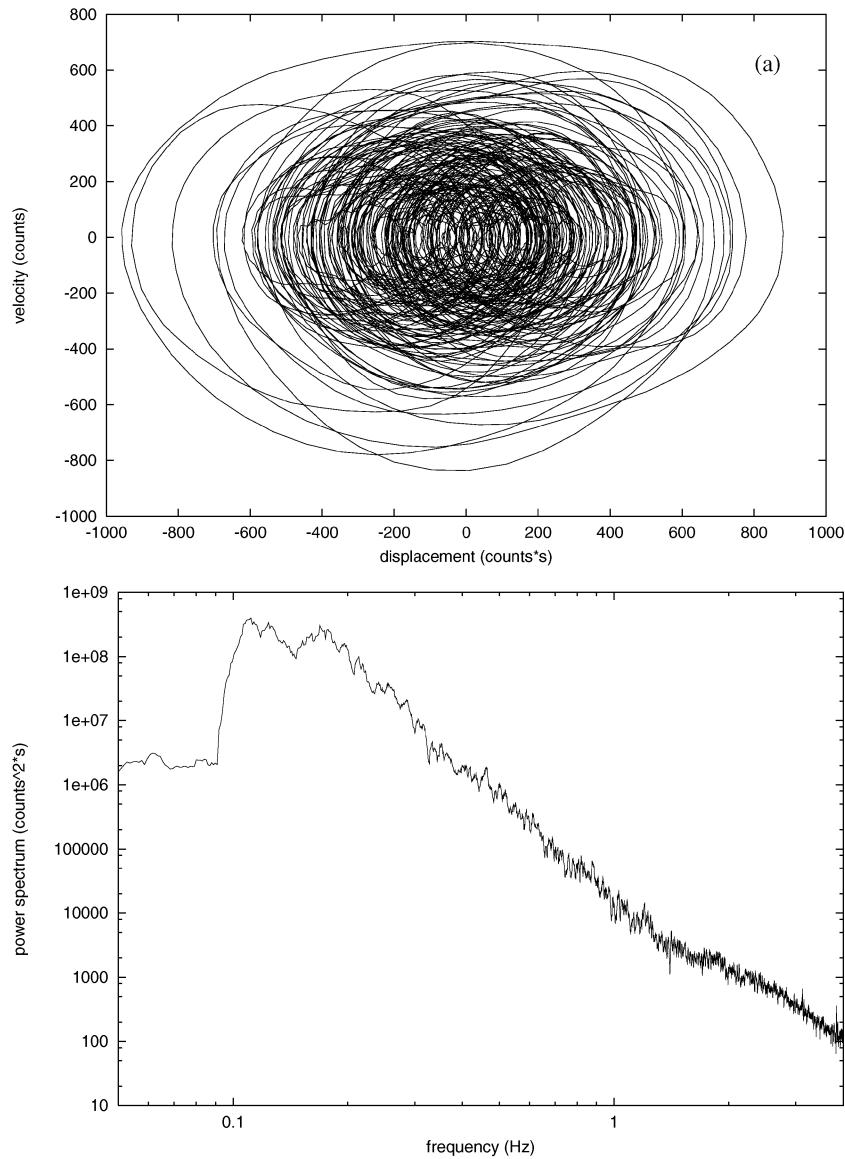 800
600
400
200
0
-200
-400
-600
-800
-1000
velocity (counts)
(a)
-1000 -800 -600 -400 -200 0 200 400 600 800 1000
displacement (counts*s)
1e+09
1e+08
1e+07
1e+06
100000
10000
1000
100
10
power spectrum (counts^2*s)
0.1 1
frequency (Hz)